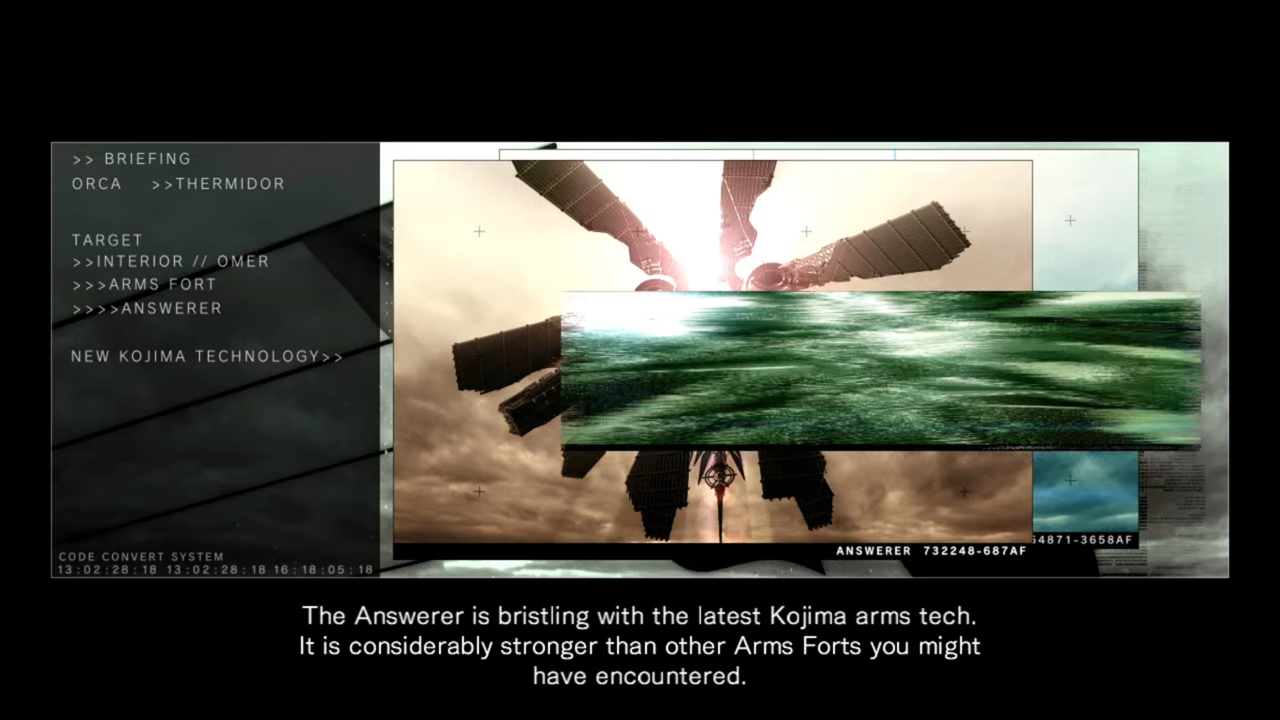 >> BRIEFING
ORCA >>THERMIDOR
TARGET
>>INTERIOR // OMER
>>>ARMS FORT
>>>>ANSWERER
NEW KOJIMA TECHNOLOGY>>
CODE CONVERT SYSTEM
13:02:28:18 13:02:28:18 16:18:05:18
54871-3658AF
ANSWERER 732248-687AF
The Answerer is bristling with the latest Kojima arms tech.
It is considerably stronger than other Arms Forts you might
have encountered.